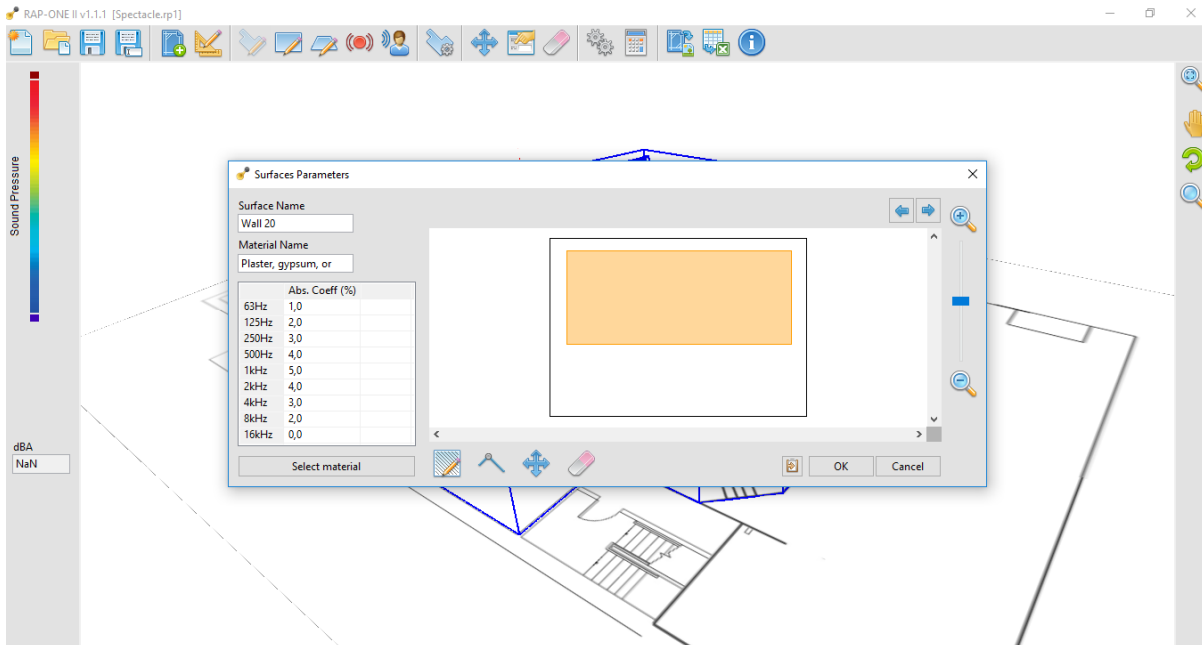 RAP-ONE II v1.1.1 [Spectacle.rp1]
Sound Pressure
dBA
NaN
Surfaces Parameters
Surface Name
Wall 20
Material Name
Plaster, gypsum, or
Abs. Coeff (%)
63Hz 1,0
125Hz 2,0
250Hz 3,0
500Hz 4,0
1kHz 5,0
2kHz 4,0
4kHz 3,0
8kHz 2,0
16kHz 0,0
Select material
OK Cancel